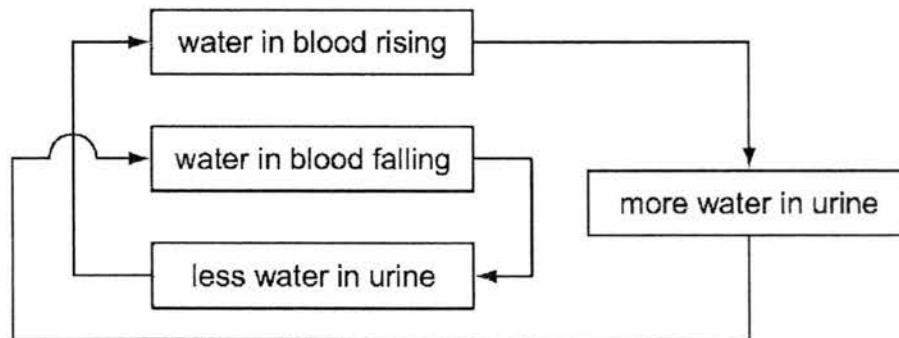 water in blood rising
water in blood falling
more water in urine
less water in urine